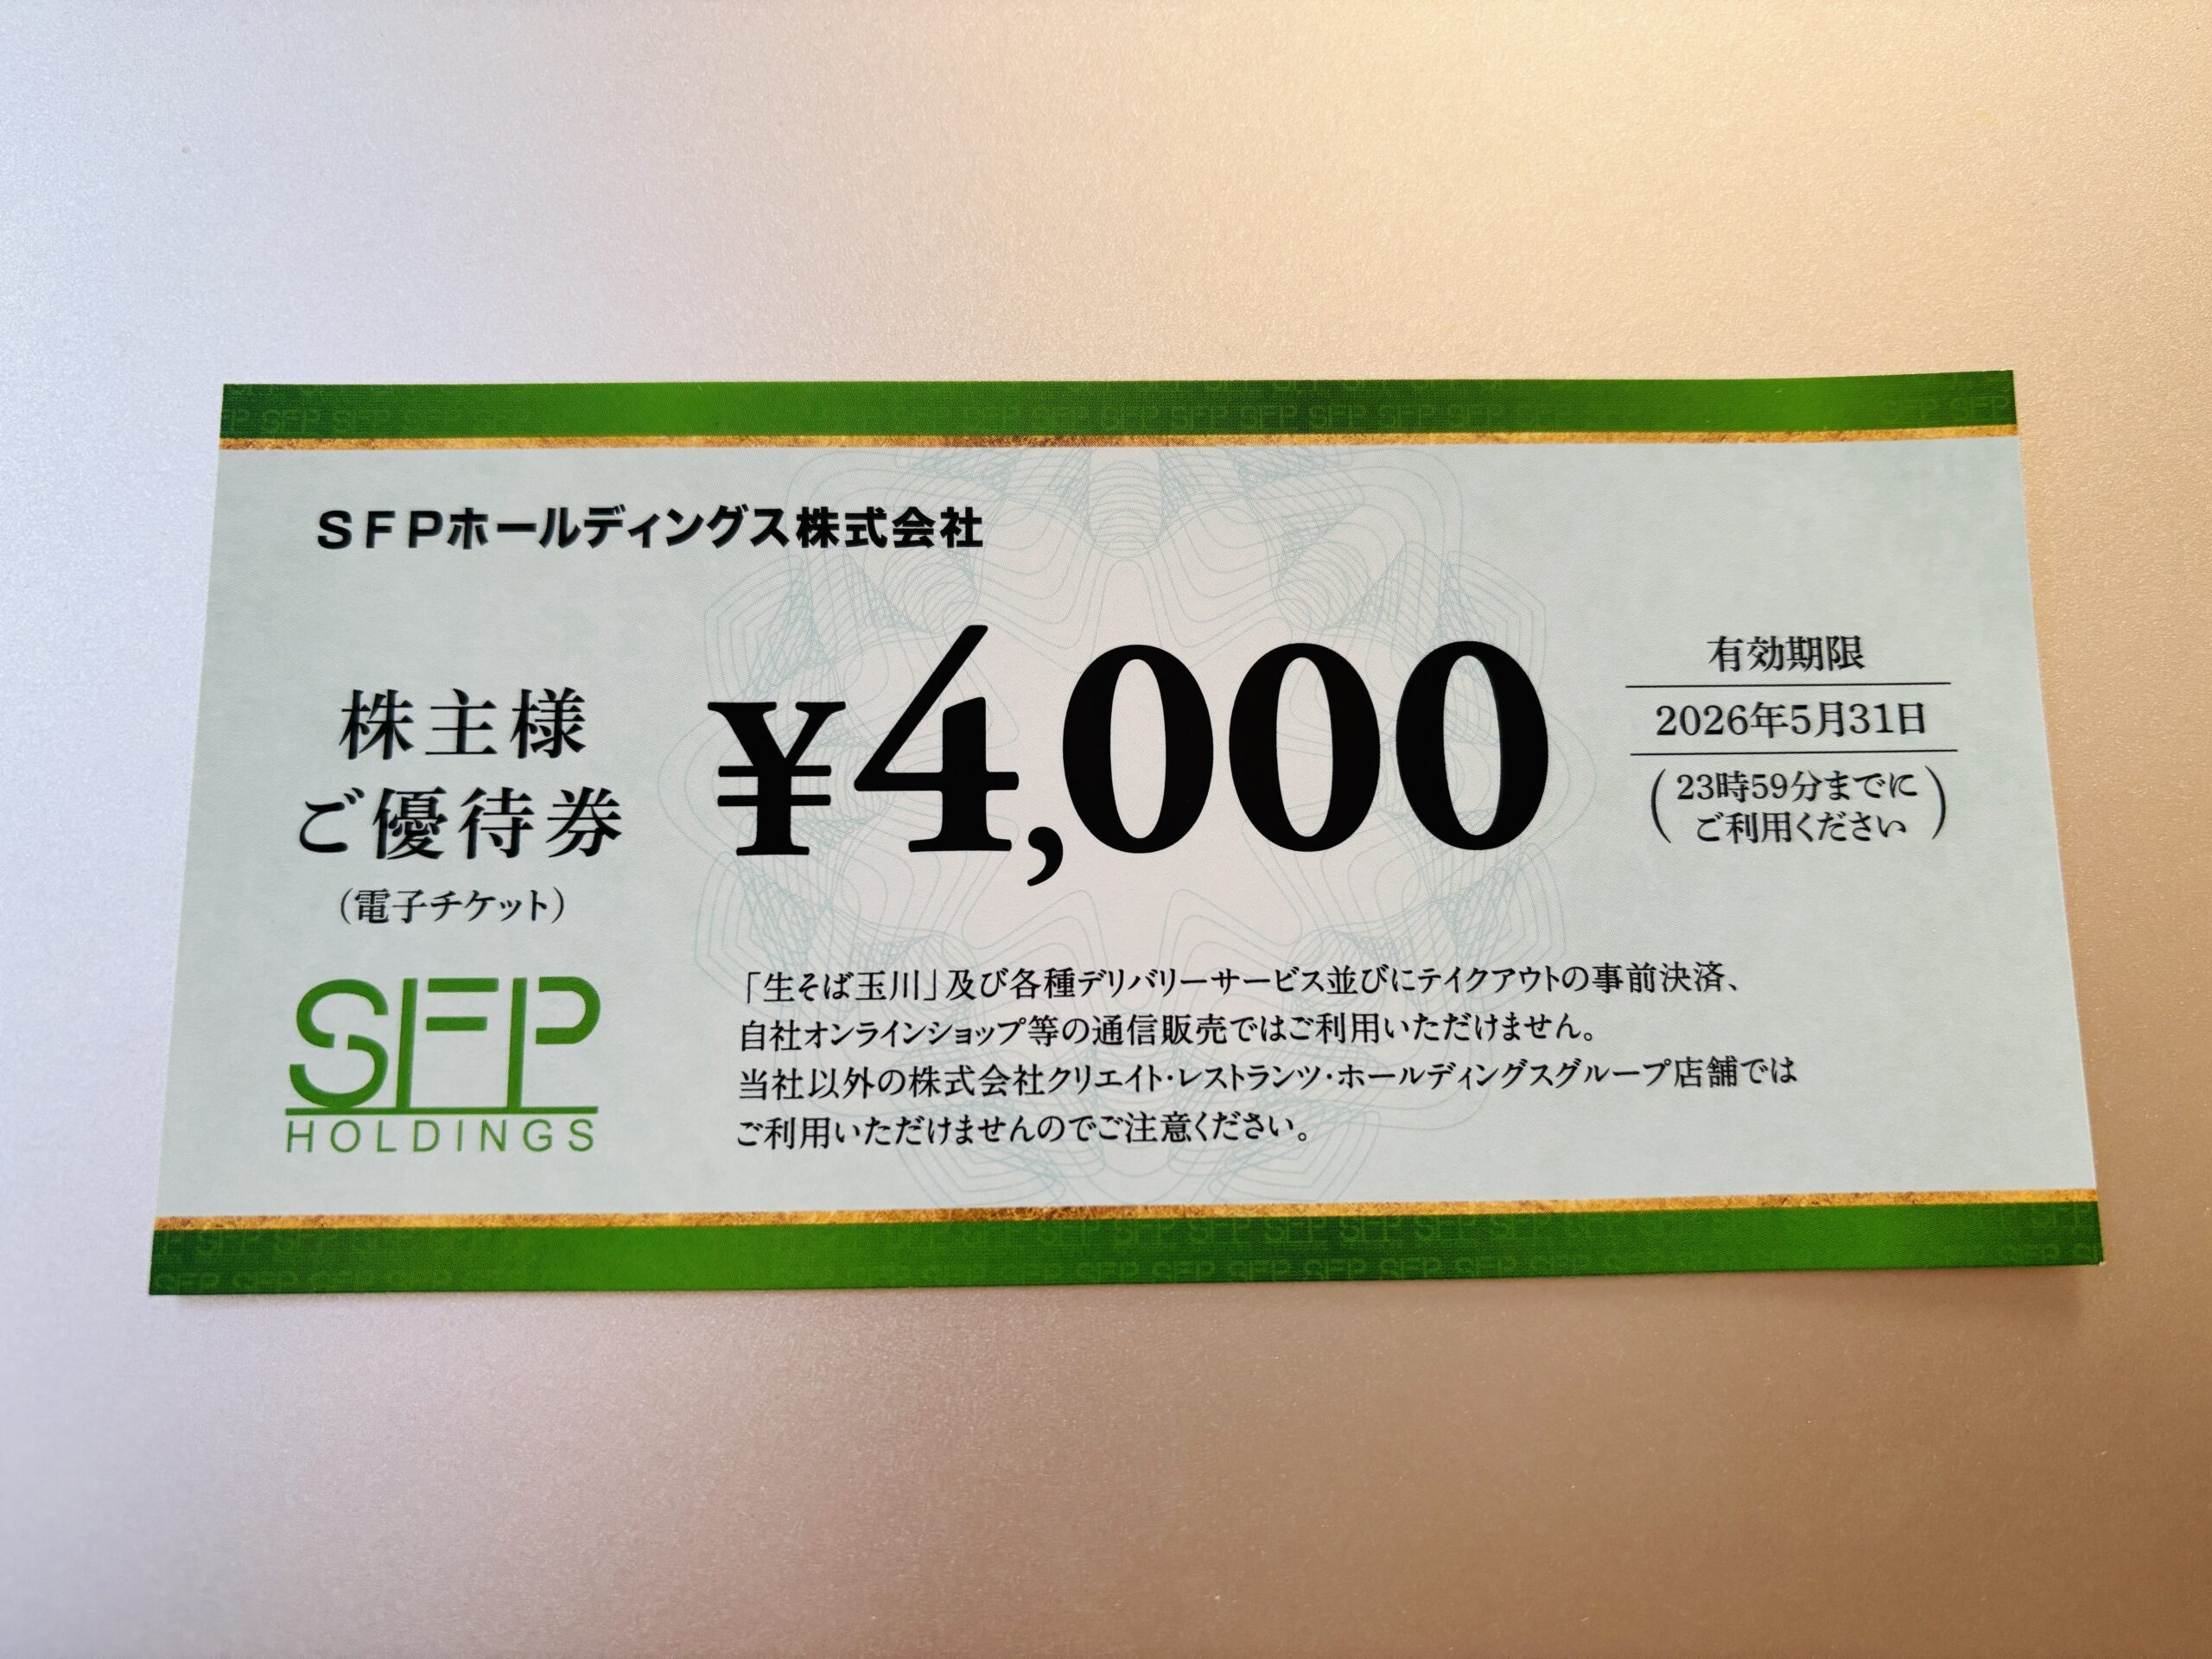 SFPホールディングス株式会社
株主様
ご優待券
(電子チケット)
¥4,000
有効期限
2026年5月31日
(23時59分までに
ご利用ください)
SFP
HOLDINGS
「生そば玉川」及び各種デリバリーサービス並びにテイクアウトの事前決済、
自社オンラインショップ等の通信販売ではご利用いただけません。
当社以外の株式会社クリエイト・レストランツ・ホールディングスグループ店舗では
ご利用いただけませんのでご注意ください。